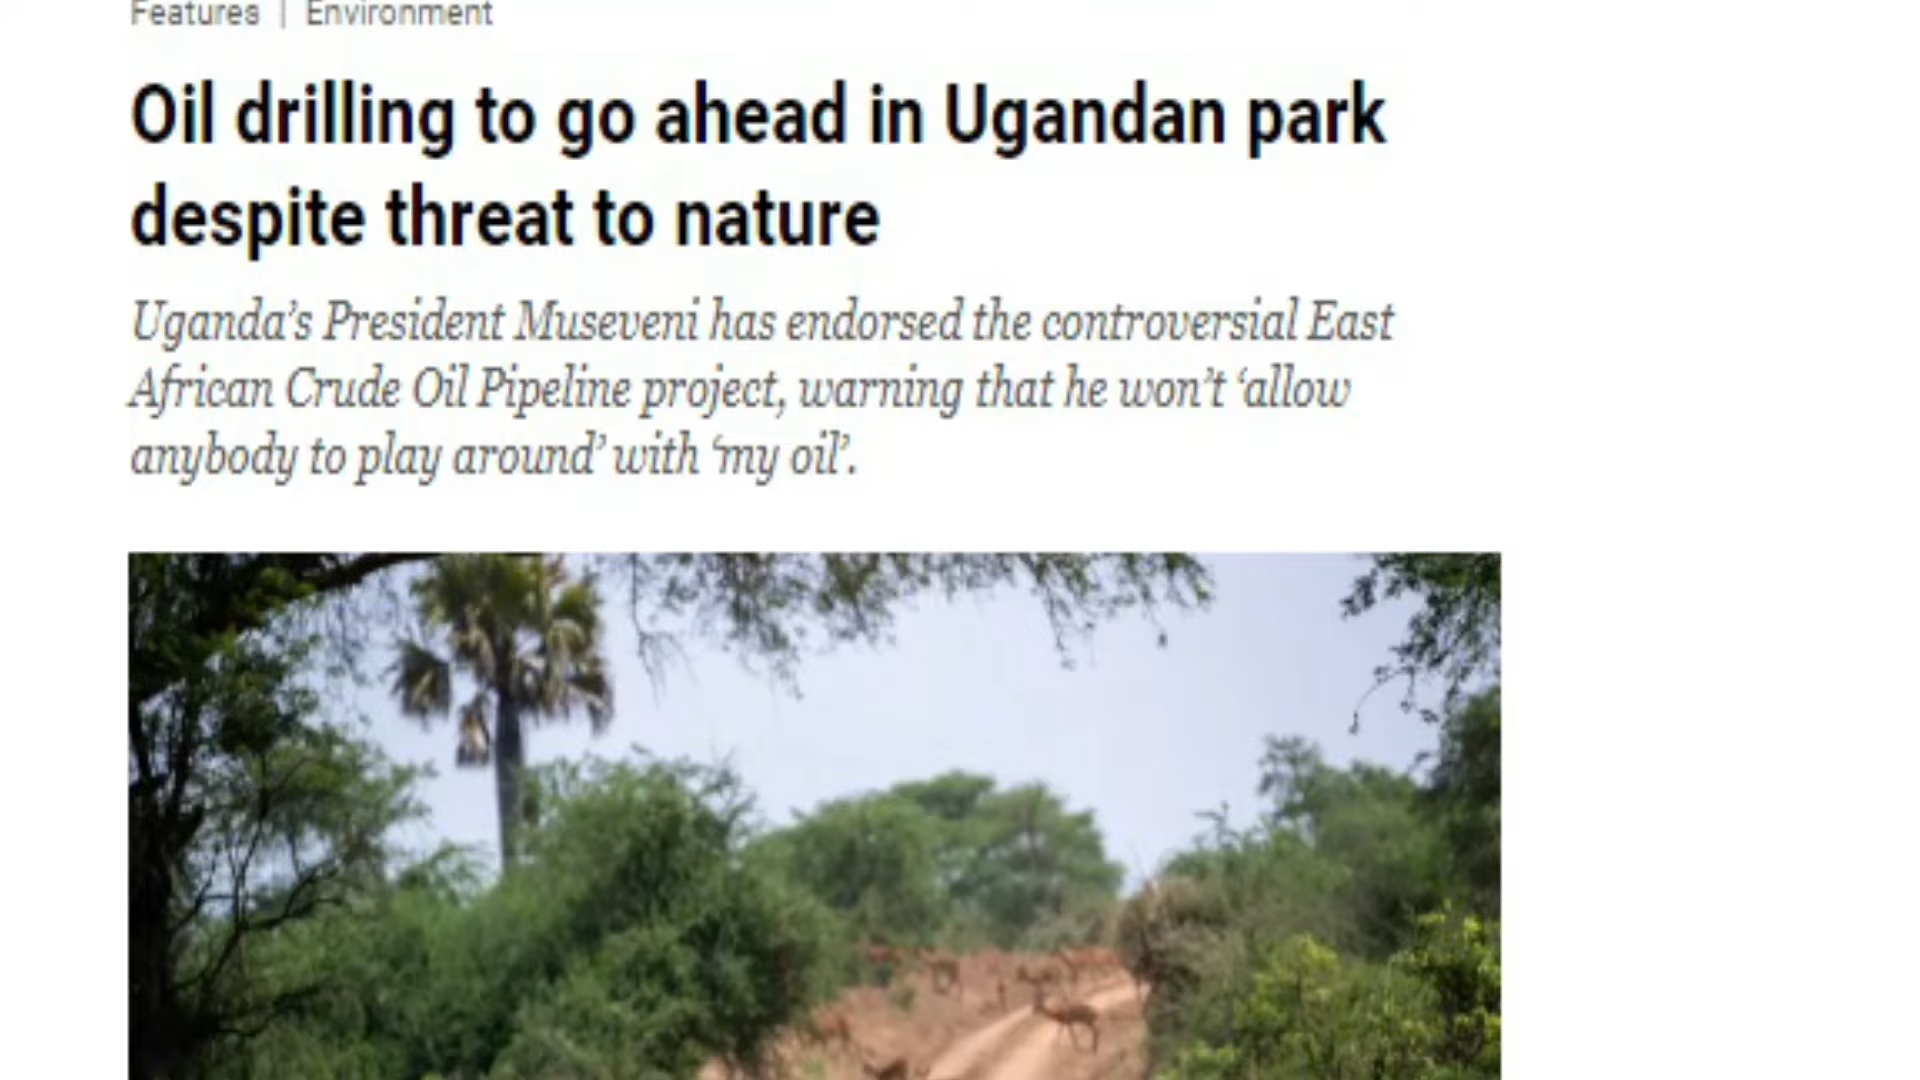 Features | Environment
Oil drilling to go ahead in Ugandan park
despite threat to nature
Uganda’s President Museveni has endorsed the controversial East
African Crude Oil Pipeline project, warning that he won’t ‘allow
anybody to play around’ with ‘my oil’.